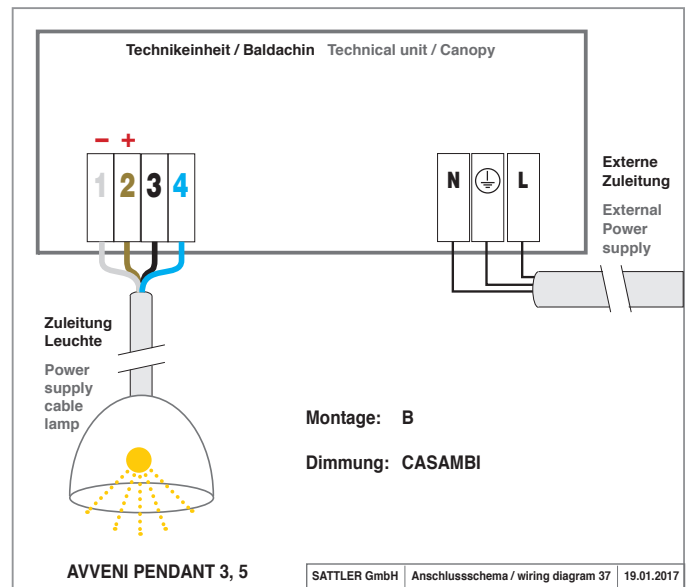 Technikeinheit / Baldachin Technical unit / Canopy
– +
1 2 3 4
N L
Externe
Zuleitung
External
Power
supply
Zuleitung
Leuchte
Power
supply
cable
lamp
Montage: B
Dimmung: CASAMBI
AVVENI PENDANT 3, 5
SATTLER GmbH Anschlussschema / wiring diagram 37 19.01.2017